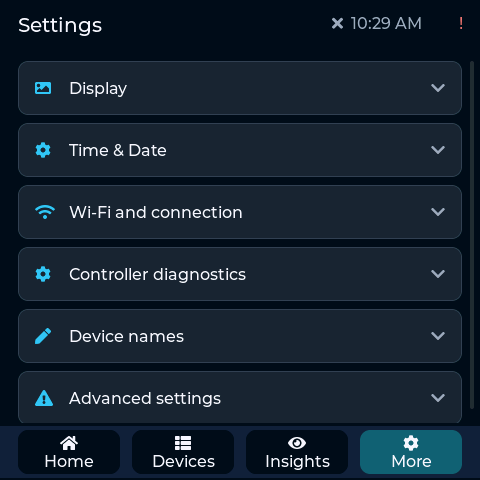 Settings
10:29 AM !
Display
Time & Date
Wi-Fi and connection
Controller diagnostics
Device names
Advanced settings
Home Devices Insights More